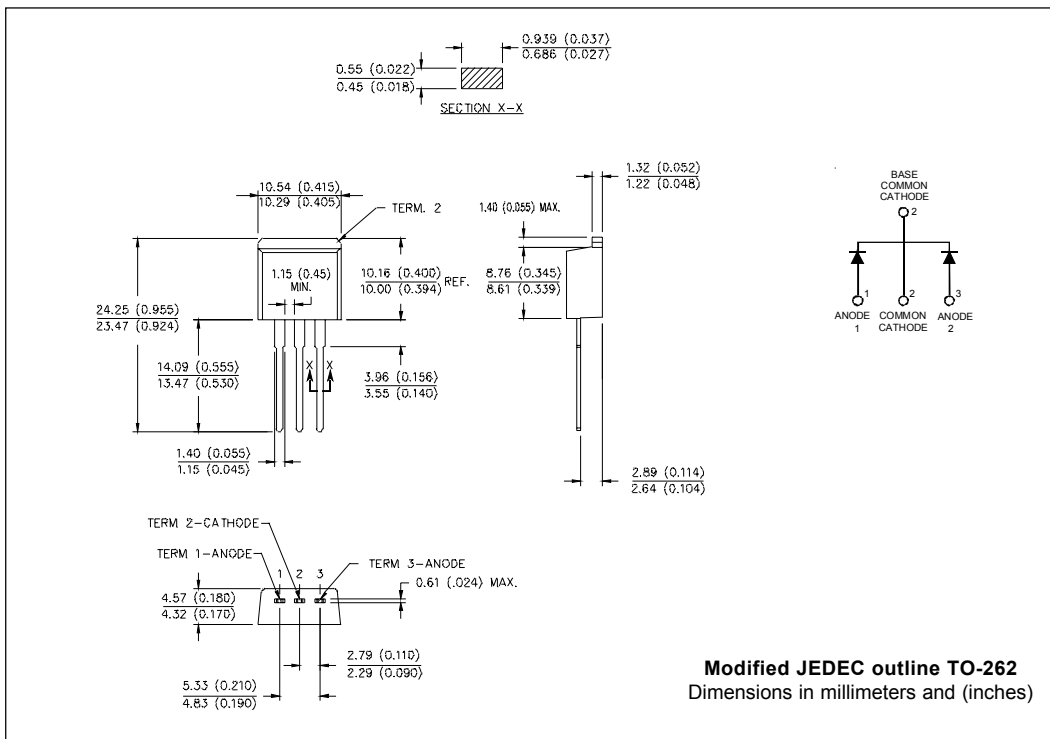 0.939 (0.037)
0.686 (0.027)
0.55 (0.022)
0.45 (0.018)
SECTION X-X
10.54 (0.415)
10.29 (0.405)
TERM. 2
1.32 (0.052)
1.22 (0.048)
1.40 (0.055) MAX.
BASE
COMMON
CATHODE
2
1.15 (0.45)
MIN.
10.16 (0.400)
10.00 (0.394)
REF.
8.76 (0.345)
8.61 (0.339)
24.25 (0.955)
23.47 (0.924)
1
2
3
ANODE
1
COMMON
CATHODE
ANODE
2
14.09 (0.555)
13.47 (0.530)
X X
3.96 (0.156)
3.55 (0.140)
1.40 (0.055)
1.15 (0.045)
2.89 (0.114)
2.64 (0.104)
TERM 2-CATHODE
TERM 1-ANODE
TERM 3-ANODE
1 2 3
0.61 (.024) MAX.
4.57 (0.180)
4.32 (0.170)
2.79 (0.110)
2.29 (0.090)
5.33 (0.210)
4.83 (0.190)
Modified JEDEC outline TO-262
Dimensions in millimeters and (inches)